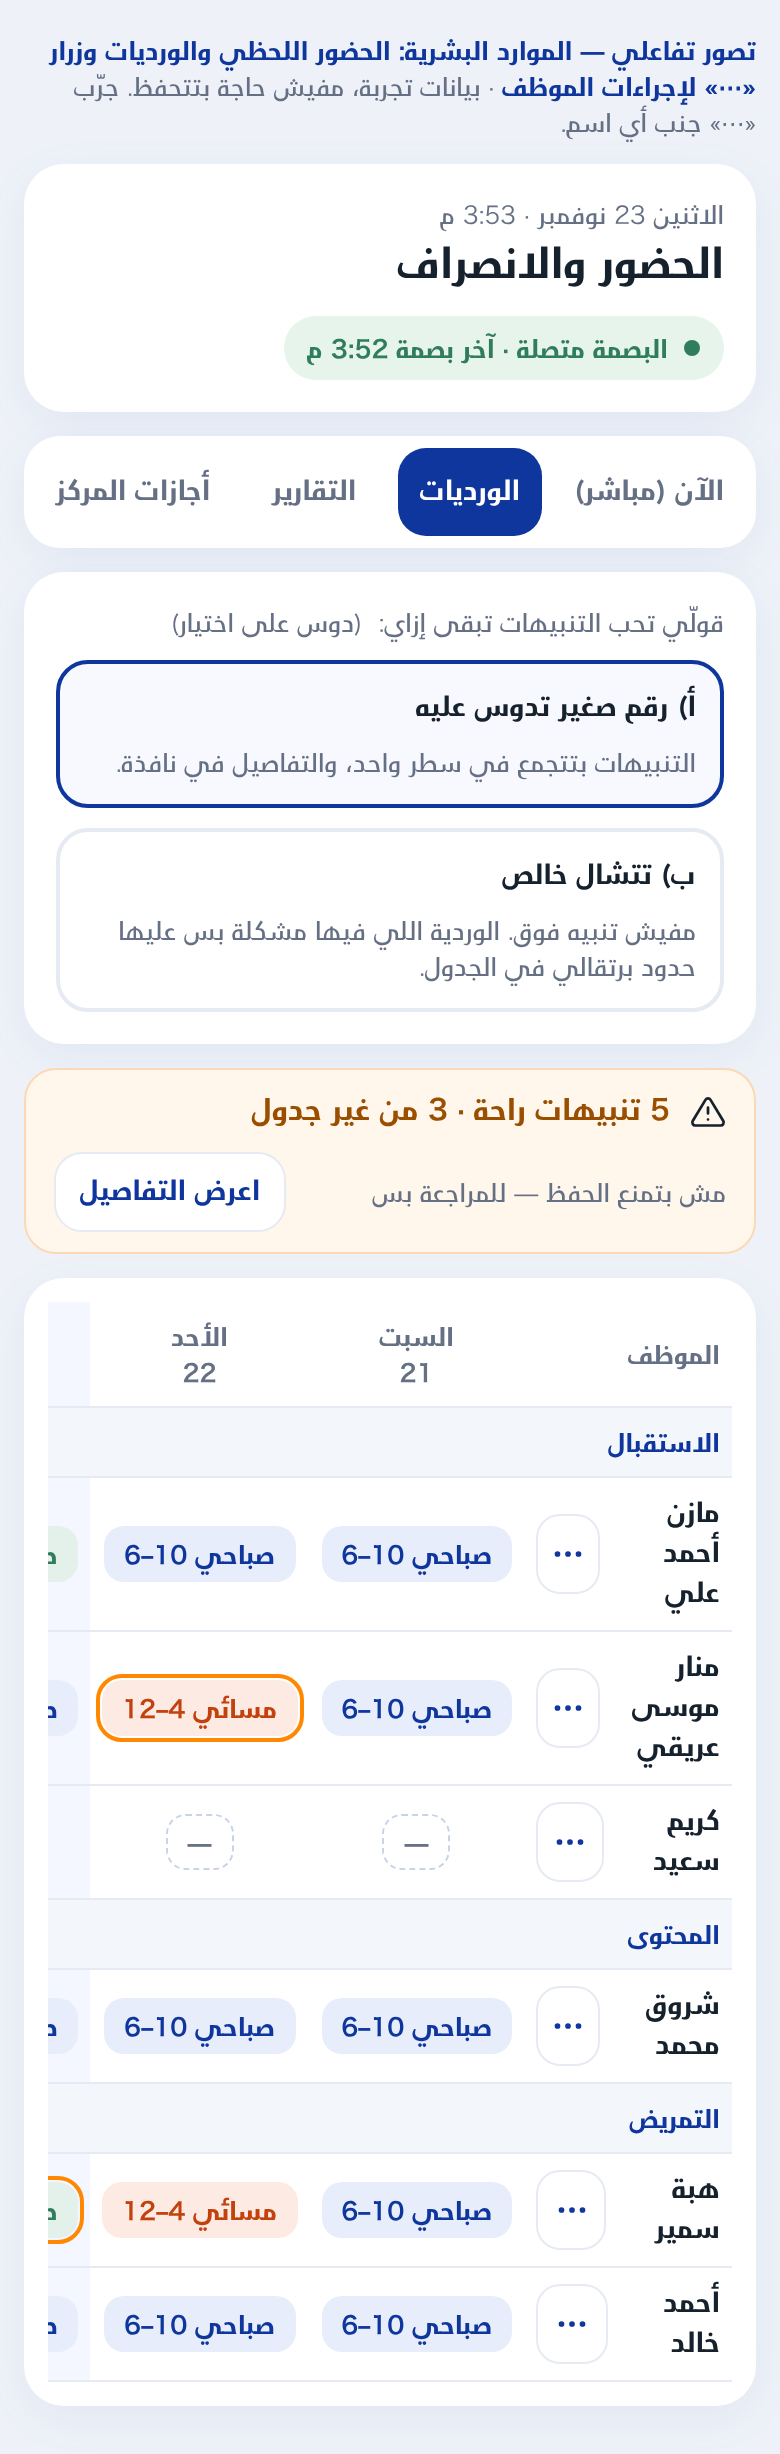 تصور تفاعلي — الموارد البشرية: الحضور اللحظي والورديات وزرار
«⋯» لإجراءات الموظف · بيانات تجربة، مفيش حاجة بتتحفظ. جرّب
«⋯» جنب أي اسم.
الاثنين 23 نوفمبر · 3:53 م
الحضور والانصراف
البصمة متصلة · آخر بصمة 3:52 م
الآن (مباشر) الورديات التقارير أجازات المركز
قولّي تحب التنبيهات تبقى إزاي: (دوس على اختيار)
أ) رقم صغير تدوس عليه
التنبيهات بتتجمع في سطر واحد، والتفاصيل في نافذة.
ب) تتشال خالص
مفيش تنبيه فوق. الوردية اللي فيها مشكلة بس عليها
حدود برتقالي في الجدول.
5 تنبيهات راحة · 3 من غير جدول
مش بتمنع الحفظ — للمراجعة بس
اعرض التفاصيل
الموظف السبت 21 الأحد 22
الاستقبال
مازن
أحمد
علي
⋯ صباحي 10–6 صباحي 10–6
منار
موسى
عريقي
⋯ صباحي 10–6 مسائي 4–12
كريم
سعيد
⋯ — —
المحتوى
شروق
محمد
⋯ صباحي 10–6 صباحي 10–6
التمريض
هبة
سمير
⋯ صباحي 10–6 مسائي 4–12
أحمد
خالد
⋯ صباحي 10–6 صباحي 10–6